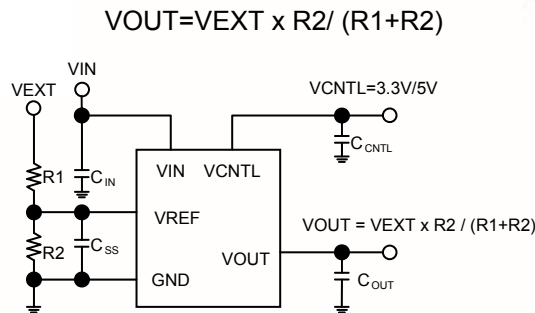 VOUT=VEXT x R2/ (R1+R2)
VIN
VEXT
VCNTL=3.3V/5V
CCNTL
R1
CIN
VIN
VCNTL
VREF
VOUT = VEXT x R2 / (R1+R2)
R2
CSS
VOUT
GND
COUT